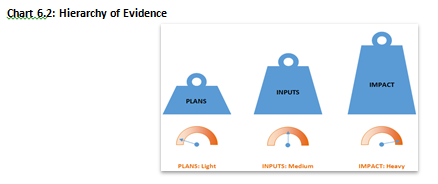 Chart 6.2: Hierarchy of Evidence
PLANS
INPUTS
IMPACT
PLANS: Light
INPUTS: Medium
IMPACT: Heavy